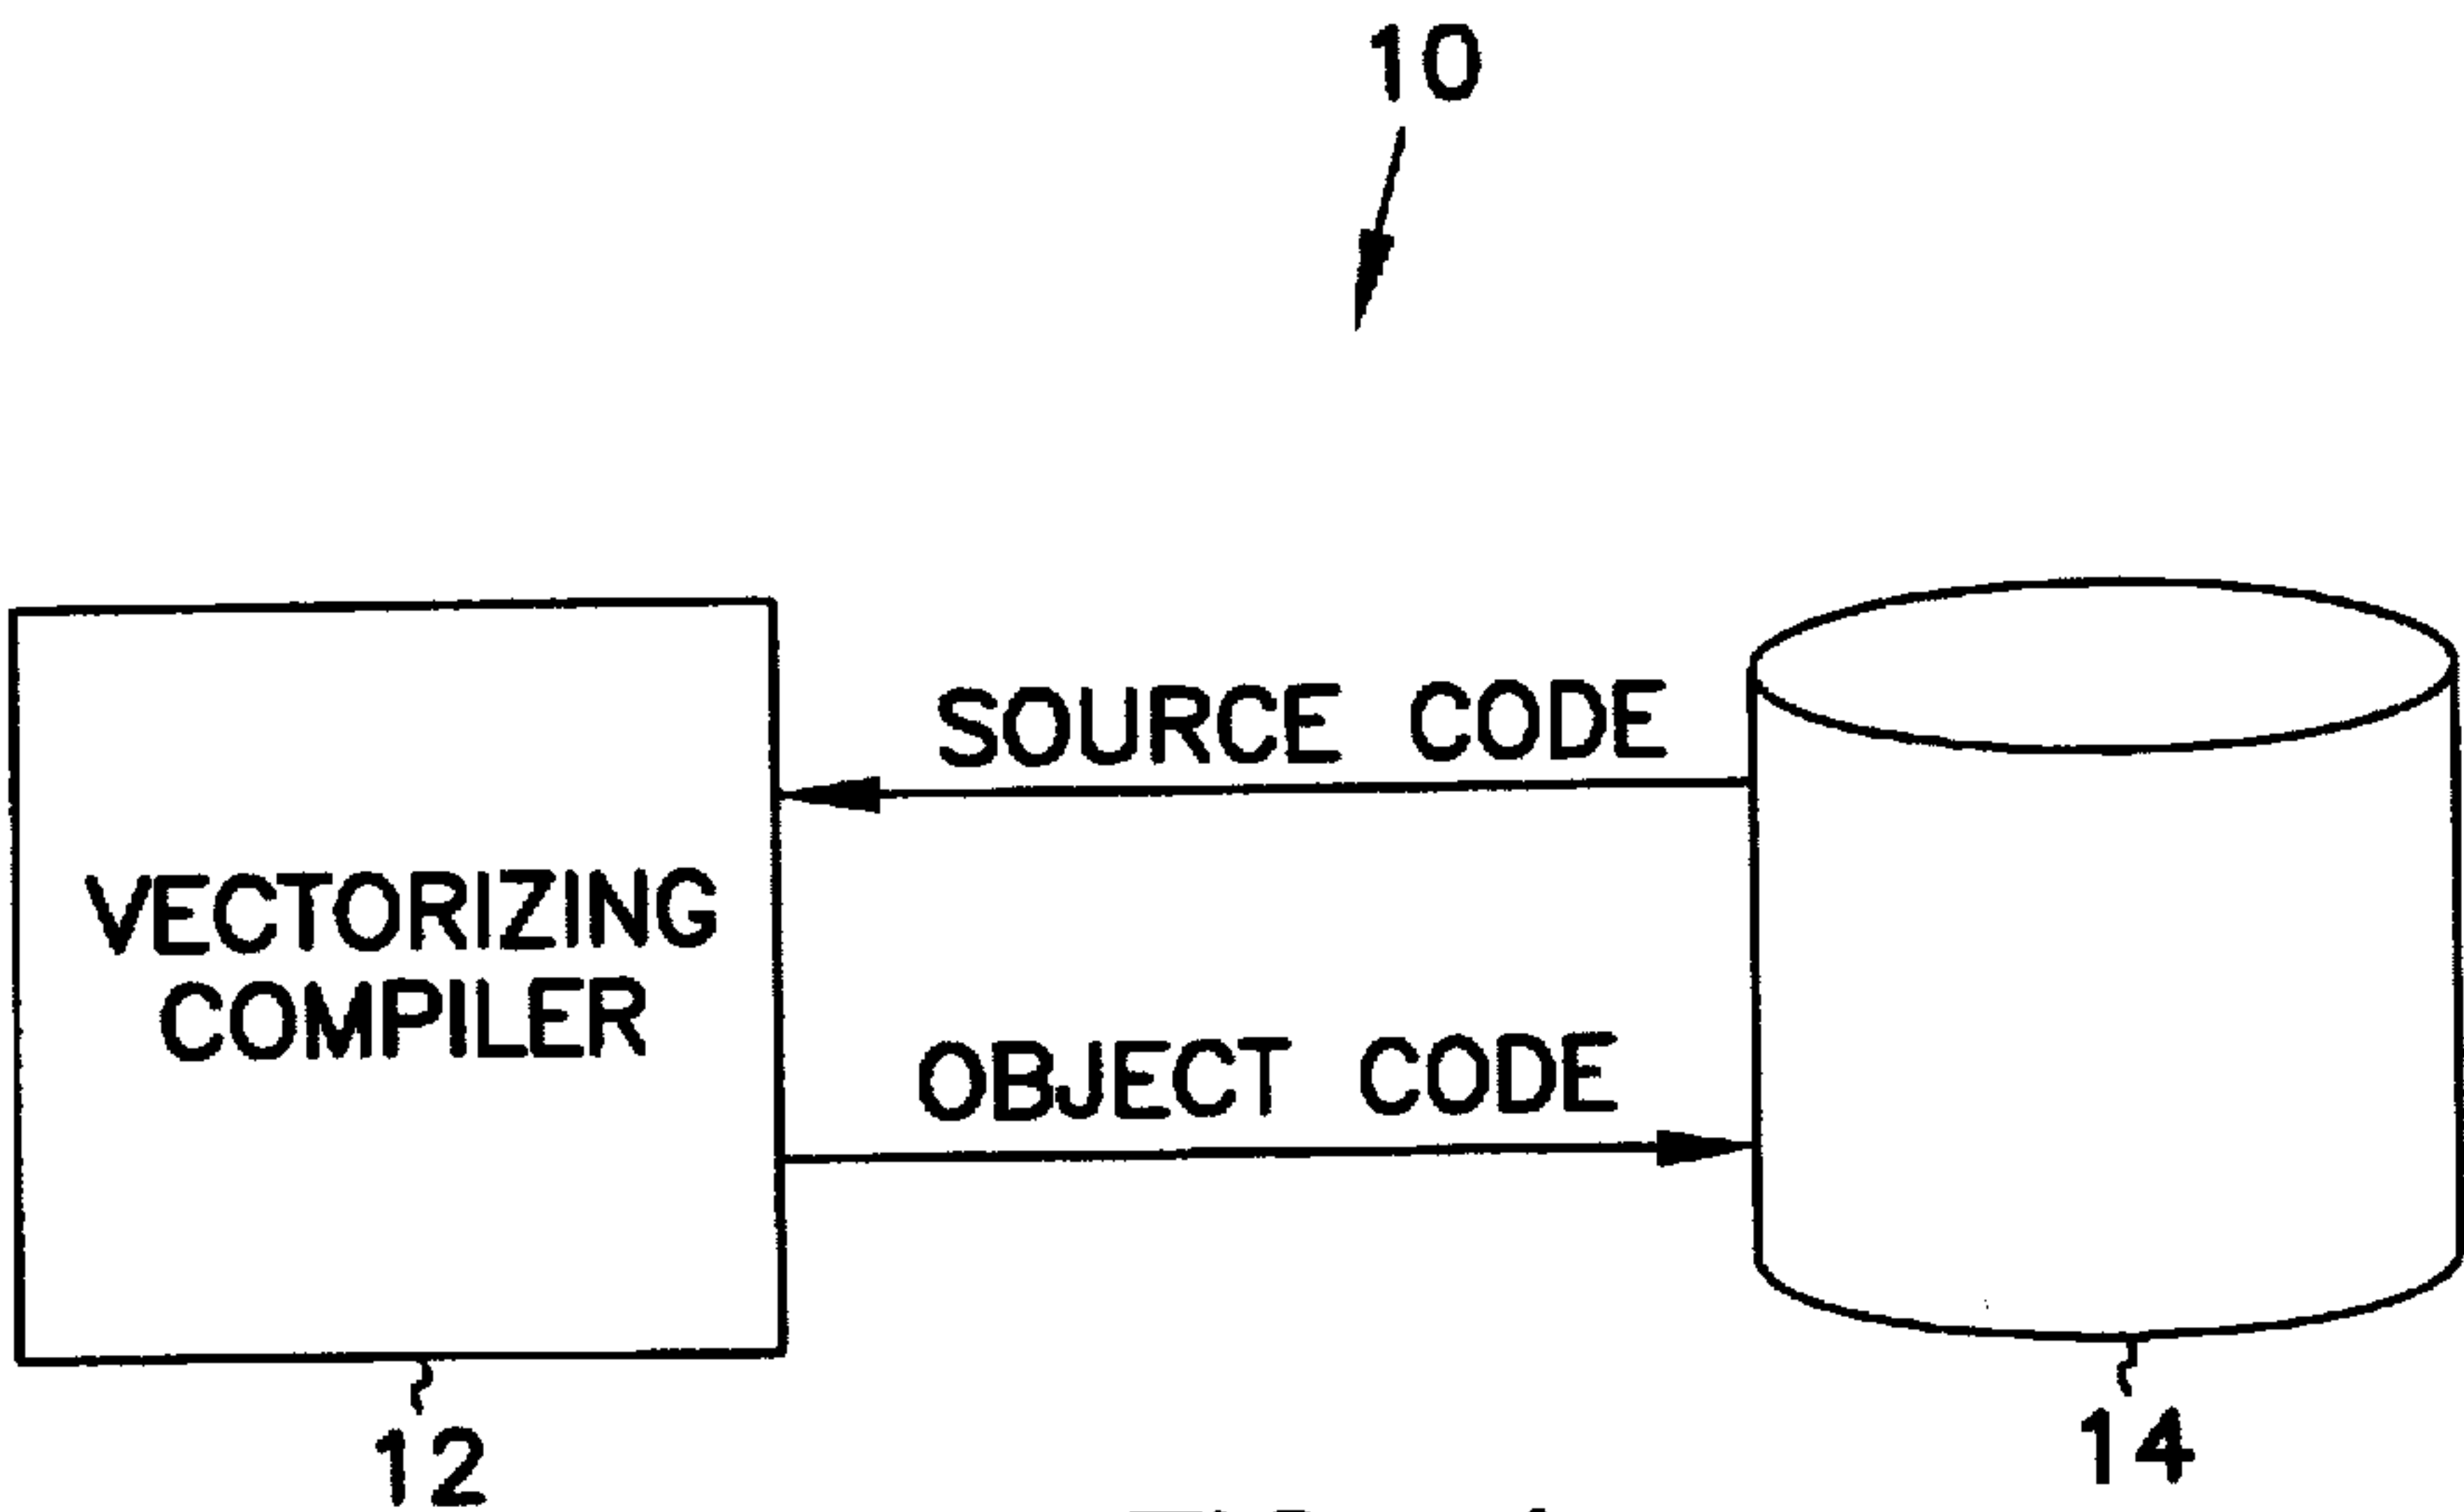 10
SOURCE CODE
VECTORIZING
COMPILER
OBJECT CODE
12
14